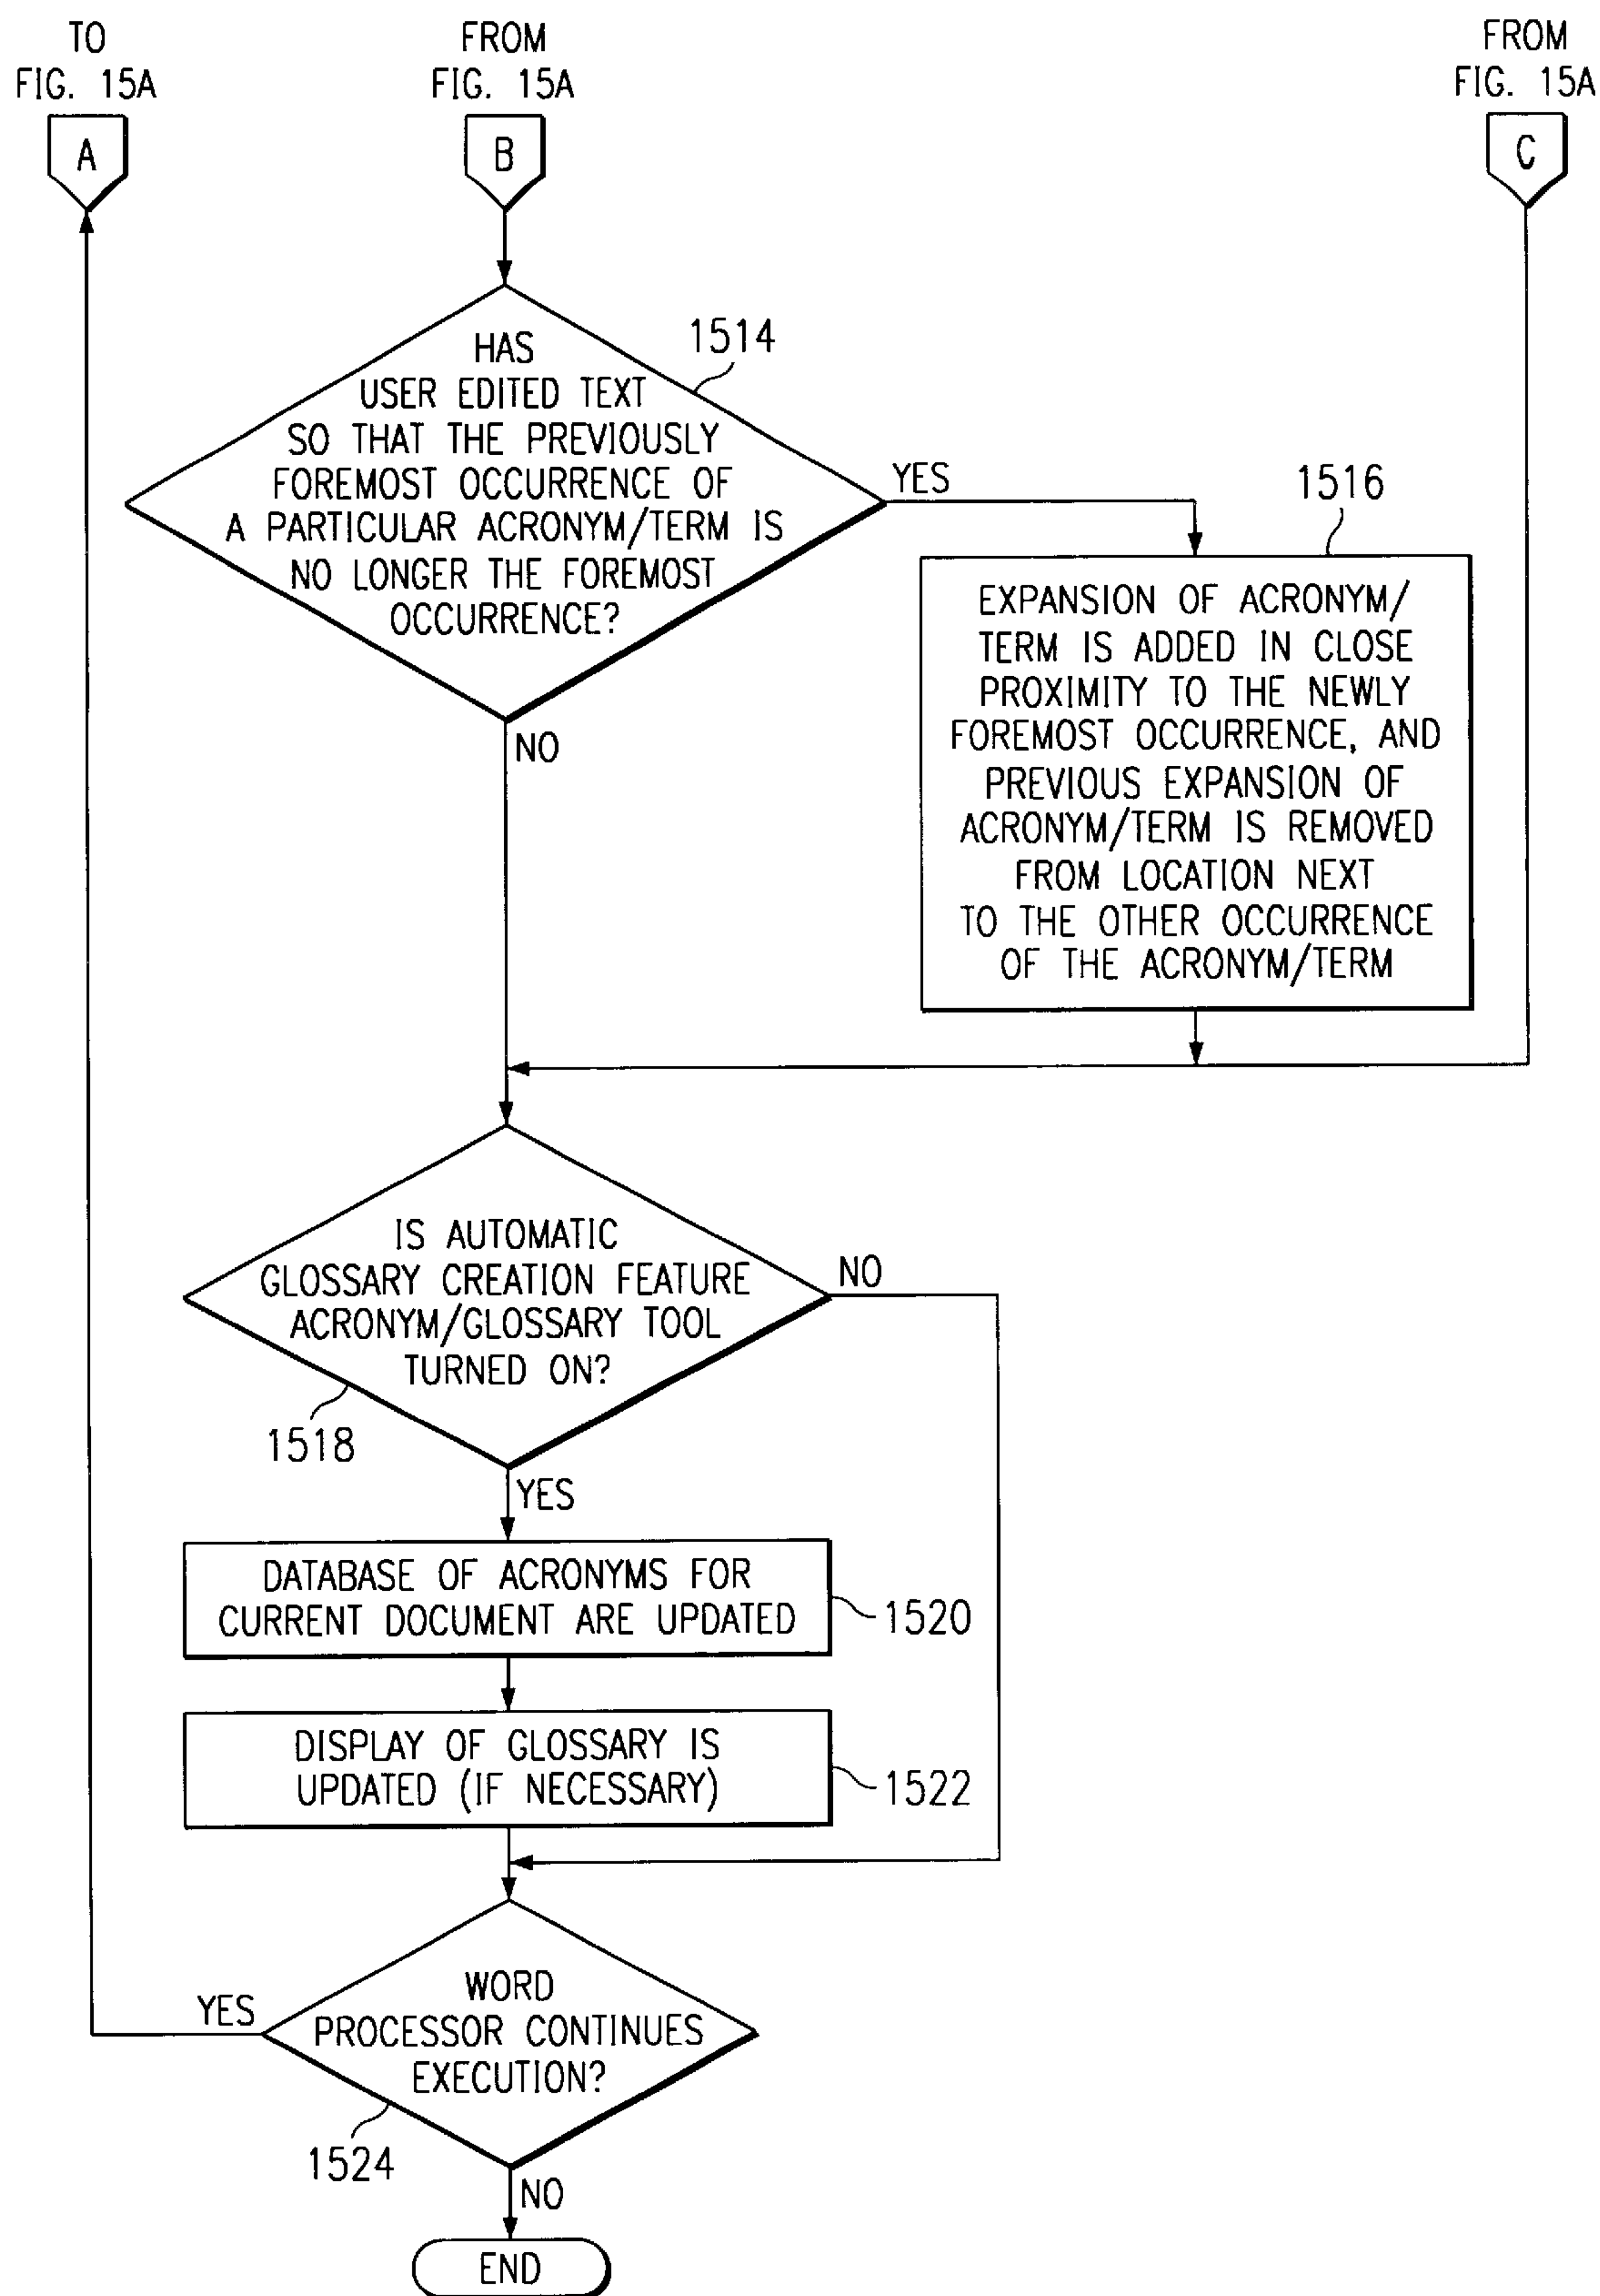 TO
FIG. 15A
A
FROM
FIG. 15A
B
FROM
FIG. 15A
C
HAS
USER EDITED TEXT
SO THAT THE PREVIOUSLY
FOREMOST OCCURRENCE OF
A PARTICULAR ACRONYM/TERM IS
NO LONGER THE FOREMOST
OCCURRENCE?
1514
YES
NO
1516
EXPANSION OF ACRONYM/
TERM IS ADDED IN CLOSE
PROXIMITY TO THE NEWLY
FOREMOST OCCURRENCE, AND
PREVIOUS EXPANSION OF
ACRONYM/TERM IS REMOVED
FROM LOCATION NEXT
TO THE OTHER OCCURRENCE
OF THE ACRONYM/TERM
IS AUTOMATIC
GLOSSARY CREATION FEATURE
ACRONYM/GLOSSARY TOOL
TURNED ON?
NO
1518
YES
DATABASE OF ACRONYMS FOR
CURRENT DOCUMENT ARE UPDATED
1520
DISPLAY OF GLOSSARY IS
UPDATED (IF NECESSARY)
1522
WORD
PROCESSOR CONTINUES
EXECUTION?
YES
1524
NO
END